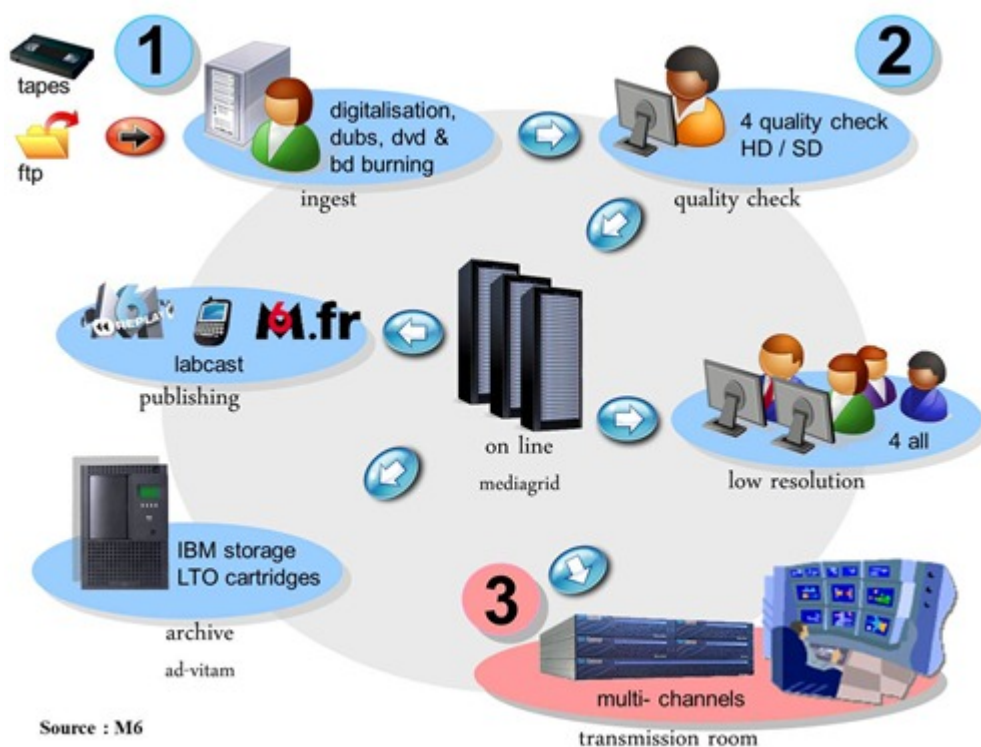 1
tapes
ftp
digitalisation,
dubs, dvd &
bd burning
ingest
2
4 quality check
HD / SD
quality check
M6
REPLAY
M6.fr
labcast
publishing
on line
mediagrid
4 all
low resolution
IBM storage
LTO cartridges
archive
ad-vitam
3
multi- channels
transmission room
Source : M6